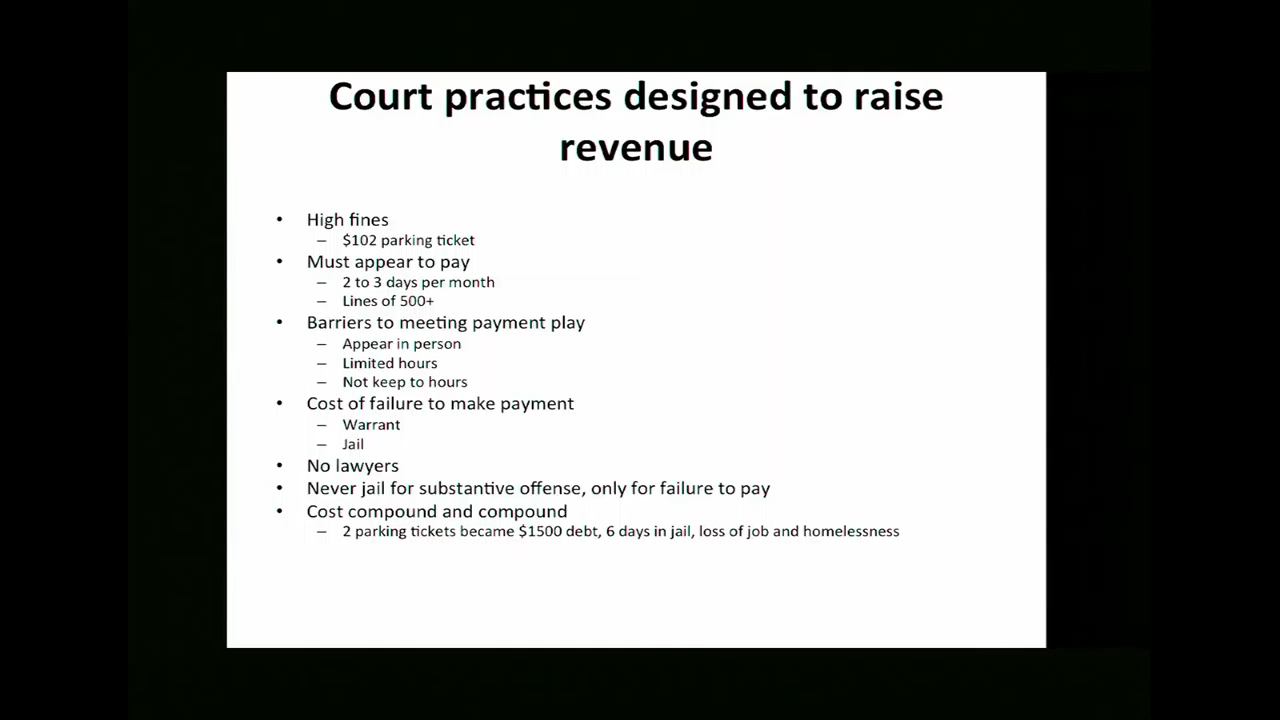 Court practices designed to raise
revenue
• High fines
– $102 parking ticket
• Must appear to pay
– 2 to 3 days per month
– Lines of 500+
• Barriers to meeting payment play
– Appear in person
– Limited hours
– Not keep to hours
• Cost of failure to make payment
– Warrant
– Jail
• No lawyers
• Never jail for substantive offense, only for failure to pay
• Cost compound and compound
– 2 parking tickets became $1500 debt, 6 days in jail, loss of job and homelessness